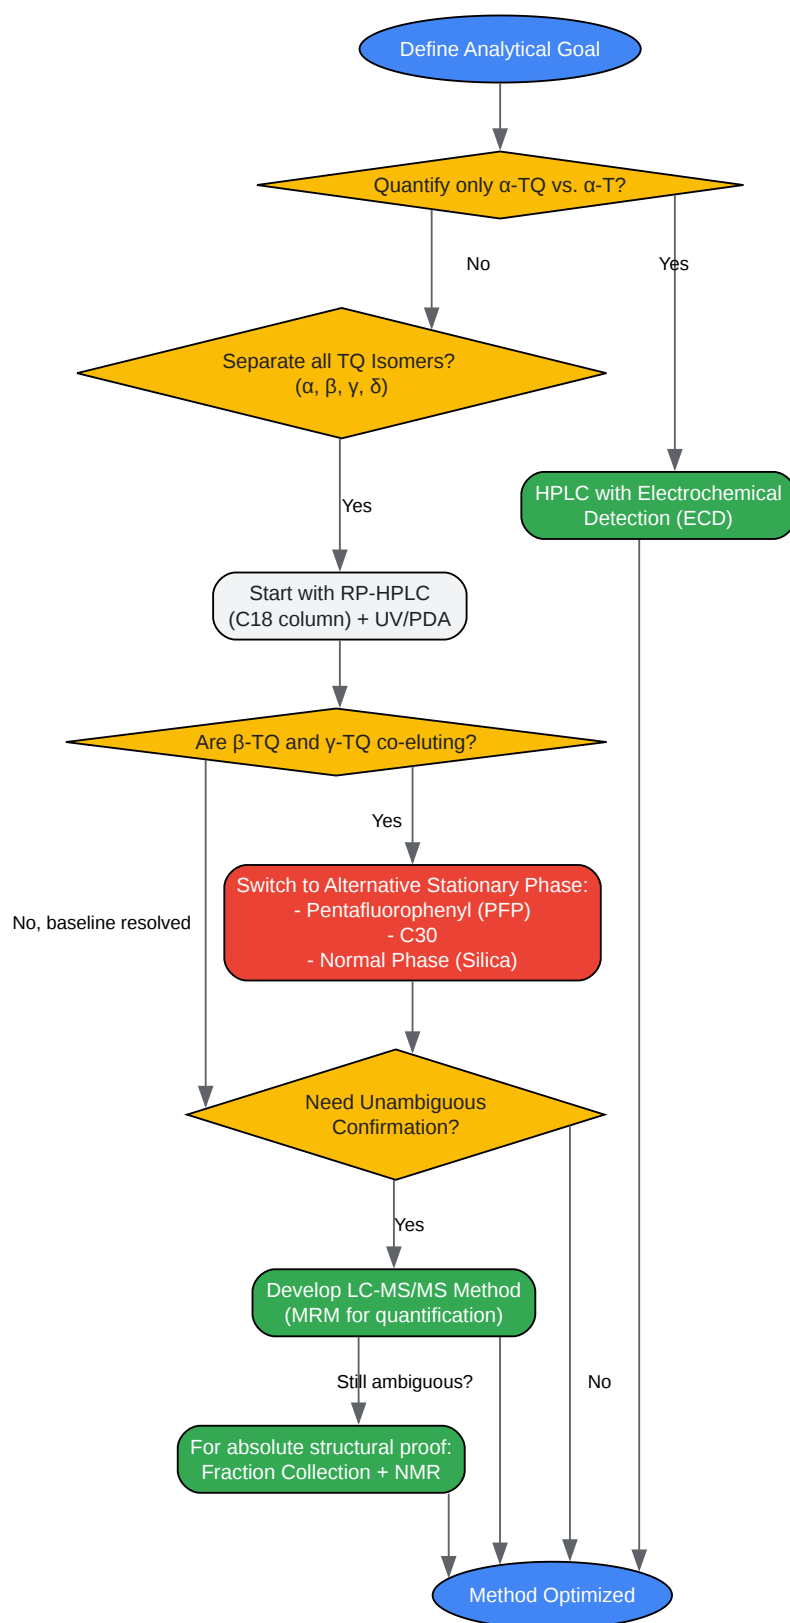 Define Analytical Goal
Quantify only α-TQ vs. α-T?
No
Yes
Separate all TQ Isomers?
(α, β, γ, δ)
Yes
HPLC with Electrochemical
Detection (ECD)
Start with RP-HPLC
(C18 column) + UV/PDA
Are β-TQ and γ-TQ co-eluting?
Yes
No, baseline resolved
Switch to Alternative Stationary Phase:
- Pentafluorophenyl (PFP)
- C30
- Normal Phase (Silica)
Need Unambiguous
Confirmation?
Yes
Develop LC-MS/MS Method
(MRM for quantification)
Still ambiguous?
No
For absolute structural proof:
Fraction Collection + NMR
Method Optimized